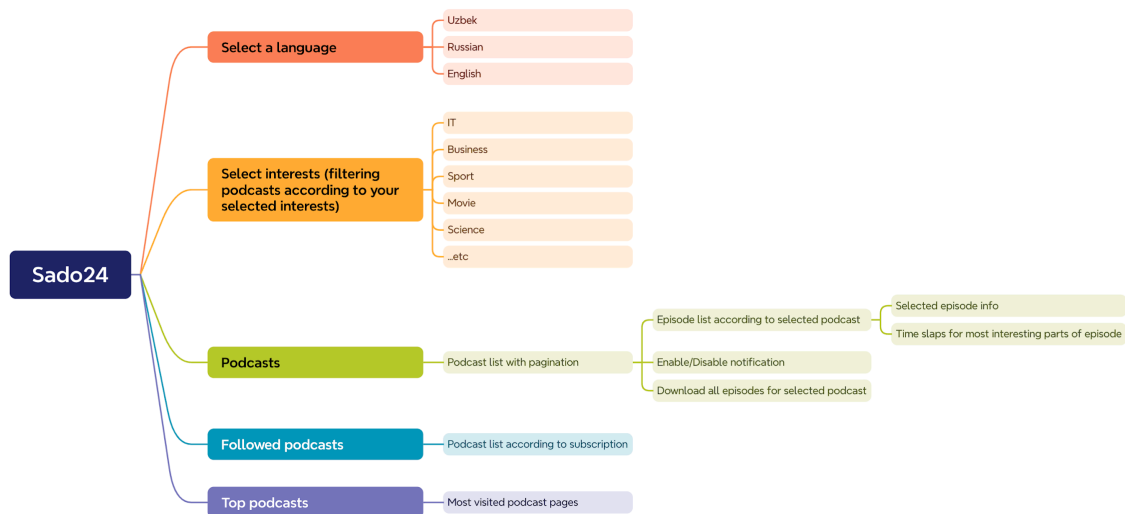 Sado24
Select a language
Uzbek
Russian
English
Select interests (filtering
podcasts according to your
selected interests)
IT
Business
Sport
Movie
Science
...etc
Podcasts
Podcast list with pagination
Episode list according to selected podcast
Selected episode info
Time slaps for most interesting parts of episode
Enable/Disable notification
Download all episodes for selected podcast
Followed podcasts
Podcast list according to subscription
Top podcasts
Most visited podcast pages